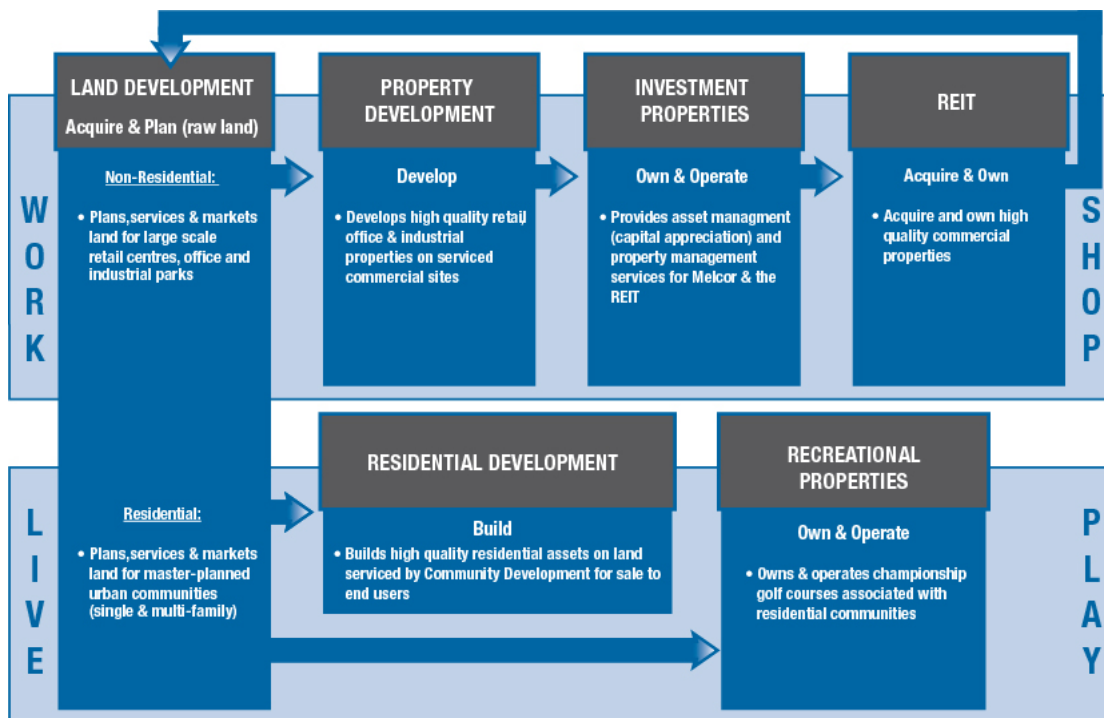 LAND DEVELOPMENT
Acquire & Plan (raw land)
Non-Residential:
• Plans,services & markets
land for large scale
retail centres, office and
industrial parks
PROPERTY
DEVELOPMENT
Develop
• Develops high quality retail,
office & industrial
properties on serviced
commercial sites
INVESTMENT
PROPERTIES
Own & Operate
• Provides asset managment
(capital appreciation) and
property management
services for Melcor & the
REIT
REIT
Acquire & Own
• Acquire and own high
quality commercial
properties
WORK
SHOP
Residential:
• Plans,services & markets
land for master-planned
urban communities
(single & multi-family)
RESIDENTIAL DEVELOPMENT
Build
• Builds high quality residential assets on land
serviced by Community Development for sale to
end users
RECREATIONAL
PROPERTIES
Own & Operate
• Owns & operates championship
golf courses associated with
residential communities
LIVE
PLAY